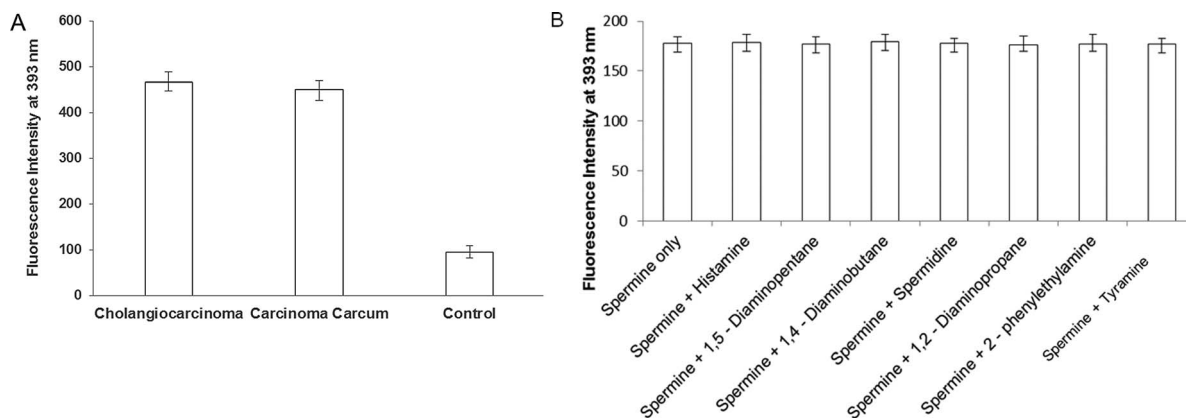 A
Fluorescence Intensity at 393 nm
600
500
400
300
200
100
0
Cholangiocarcinoma
Carcinoma Carcum
Control
B
Fluorescence Intensity at 393 nm
200
150
100
50
0
Spermine only
Spermine + Histamine
Spermine + 1,5 - Diaminopentane
Spermine + 1,4 - Diaminobutane
Spermine + Spermidine
Spermine + 1,2 - Diaminopropane
Spermine + 2 - phenylethylamine
Spermine + Tyramine